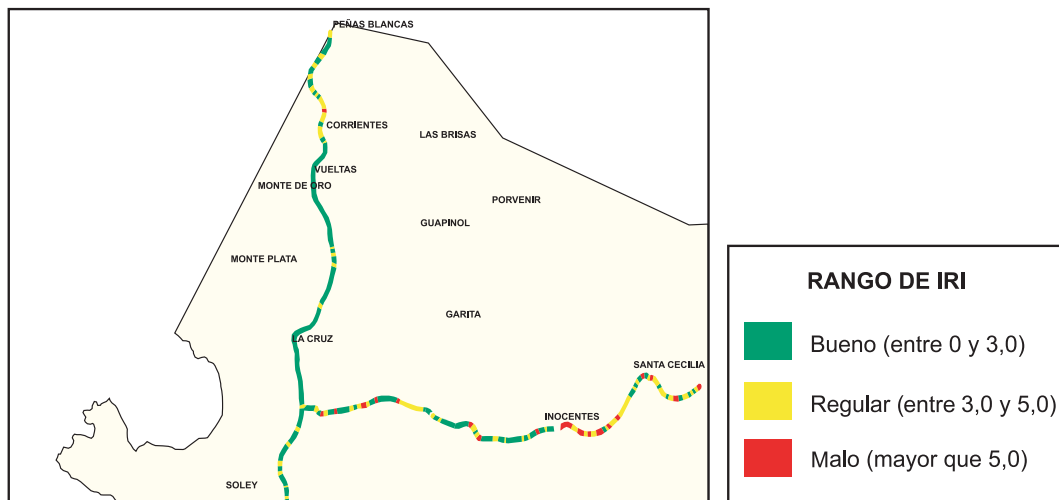 PEÑAS BLANCAS
CORRIENTES
LAS BRISAS
VUELTAS
MONTE DE ORO
PORVENIR
GUAPINOL
MONTE PLATA
GARITA
LA CRUZ
SANTA CECILIA
INOCENTES
SOLEY
RANGO DE IRI
Bueno (entre 0 y 3,0)
Regular (entre 3,0 y 5,0)
Malo (mayor que 5,0)